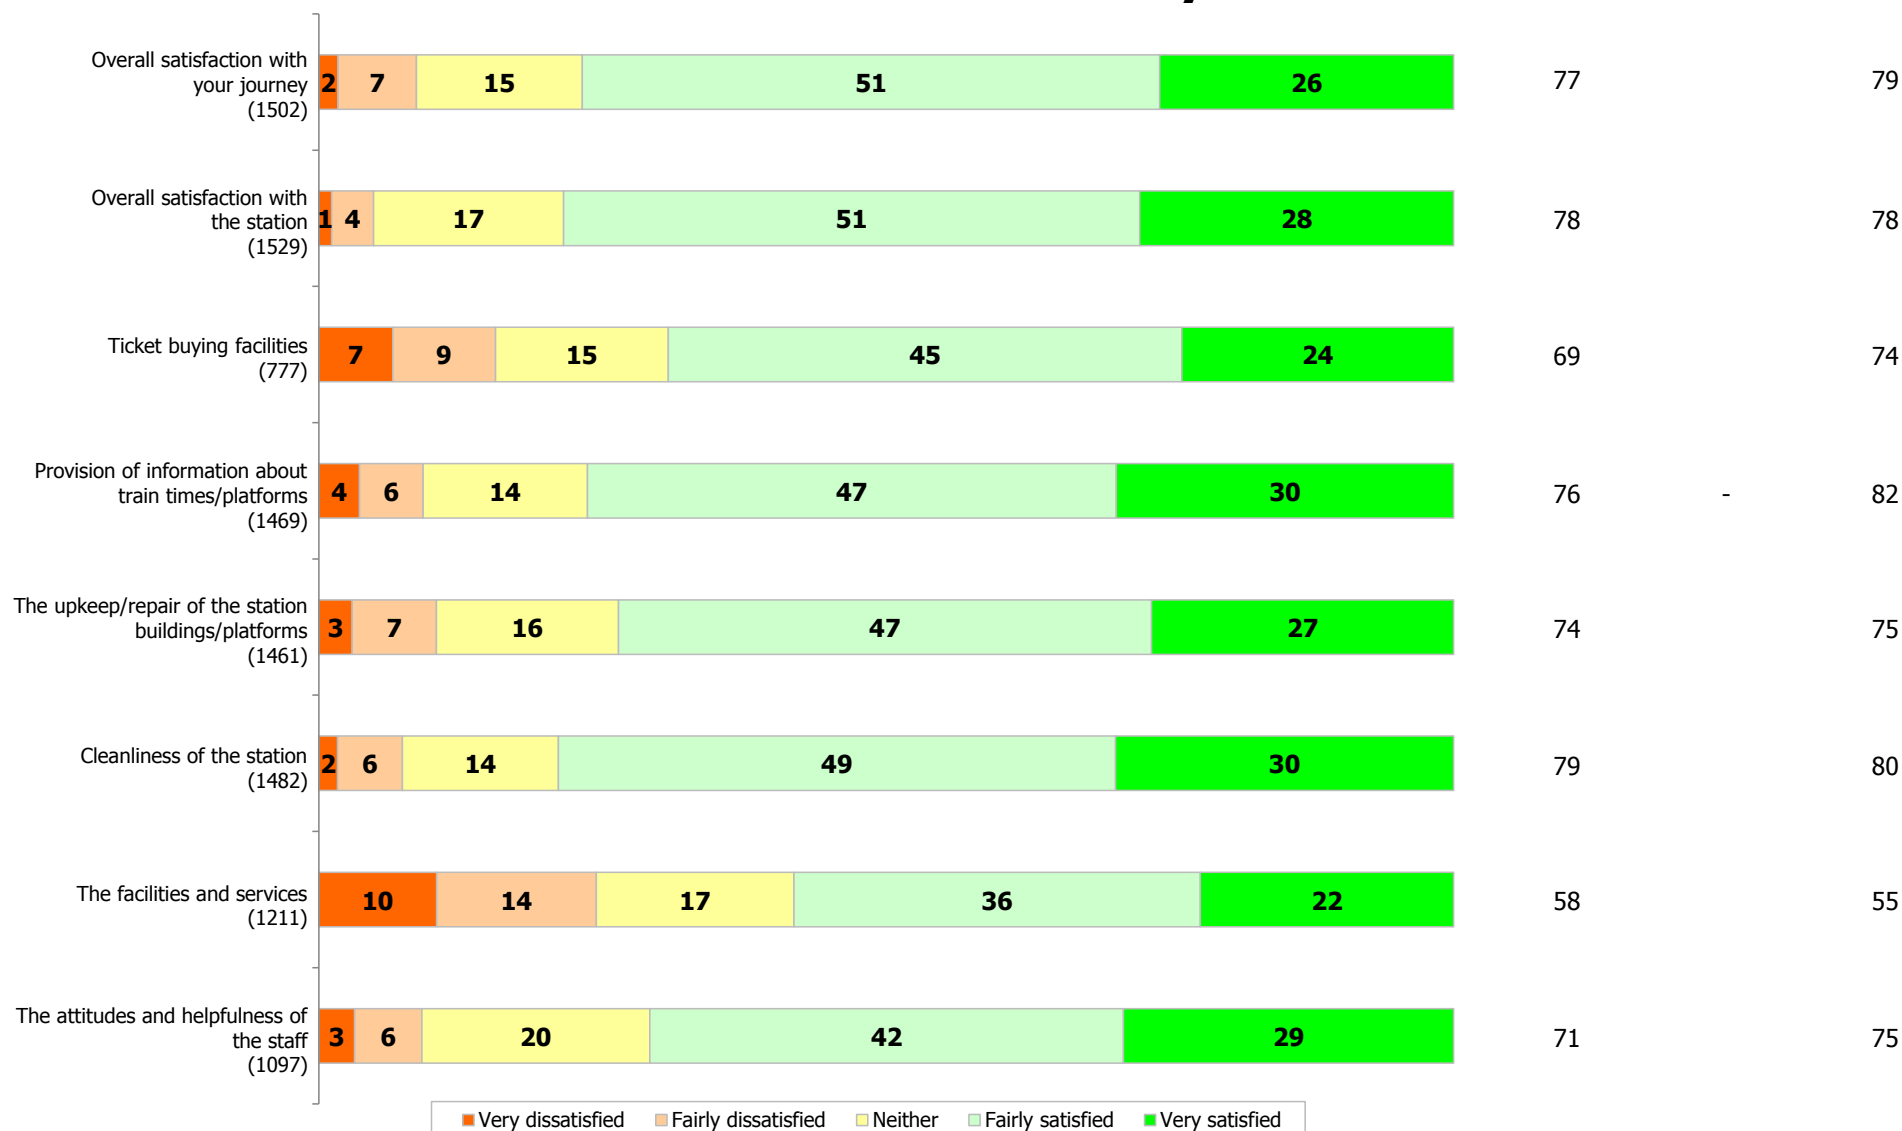 Overall satisfaction with
your journey
(1502)
2 7 15 51 26 77 79
Overall satisfaction with
the station
(1529)
1 4 17 51 28 78 78
Ticket buying facilities
(777)
7 9 15 45 24 69 74
Provision of information about
train times/platforms
(1469)
4 6 14 47 30 76 - 82
The upkeep/repair of the station
buildings/platforms
(1461)
3 7 16 47 27 74 75
Cleanliness of the station
(1482)
2 6 14 49 30 79 80
The facilities and services
(1211)
10 14 17 36 22 58 55
The attitudes and helpfulness of
the staff
(1097)
3 6 20 42 29 71 75
Very dissatisfied Fairly dissatisfied Neither Fairly satisfied Very satisfied